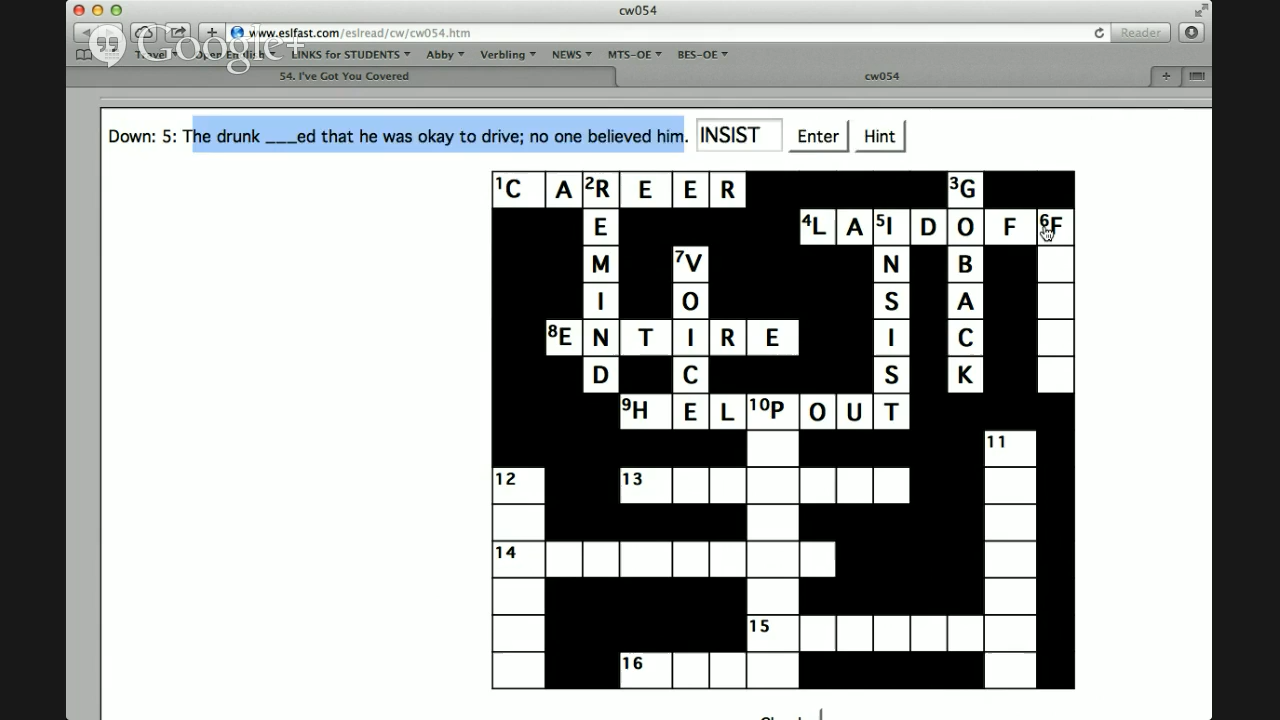 cw054
www.eslfast.com/eslread/cw/cw054.htm
Reader
Google+
Travel Open English LINKS for STUDENTS Abby Verbling NEWS MTS-OE BES-OE
54. I've Got You Covered
cw054
Down: 5: The drunk ___ed that he was okay to drive; no one believed him. INSIST Enter Hint
1C A 2R E E R 3G
E 4L A 5I D O F 6F
M 7V N B
I O S A
8E N T I R E I C
D C S K
9H E L 10P O U T
11
12 13
14
15
16